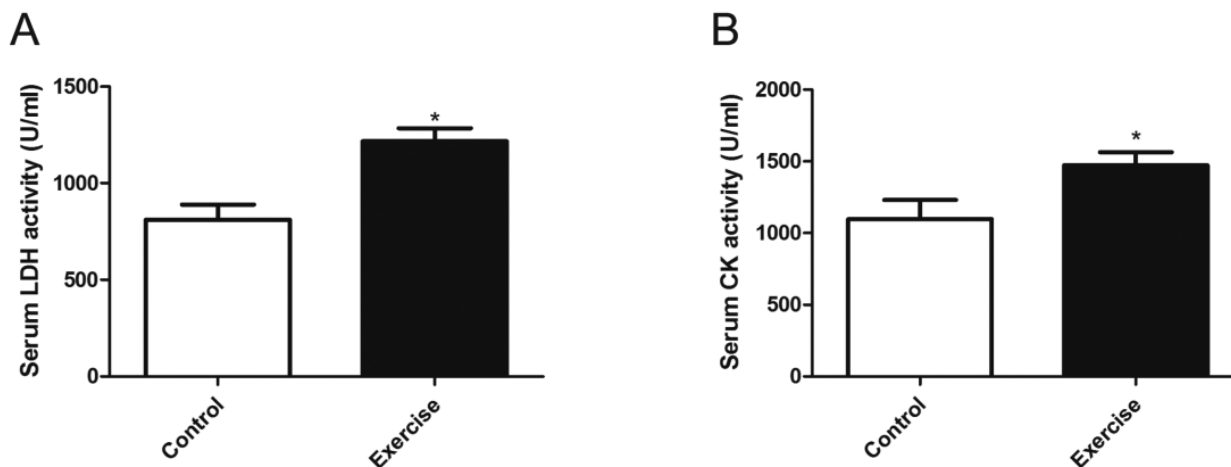 A
Serum LDH activity (U/ml)
1500
1000
500
0
*
Control
Exercise
B
Serum CK activity (U/ml)
2000
1500
1000
500
0
*
Control
Exercise